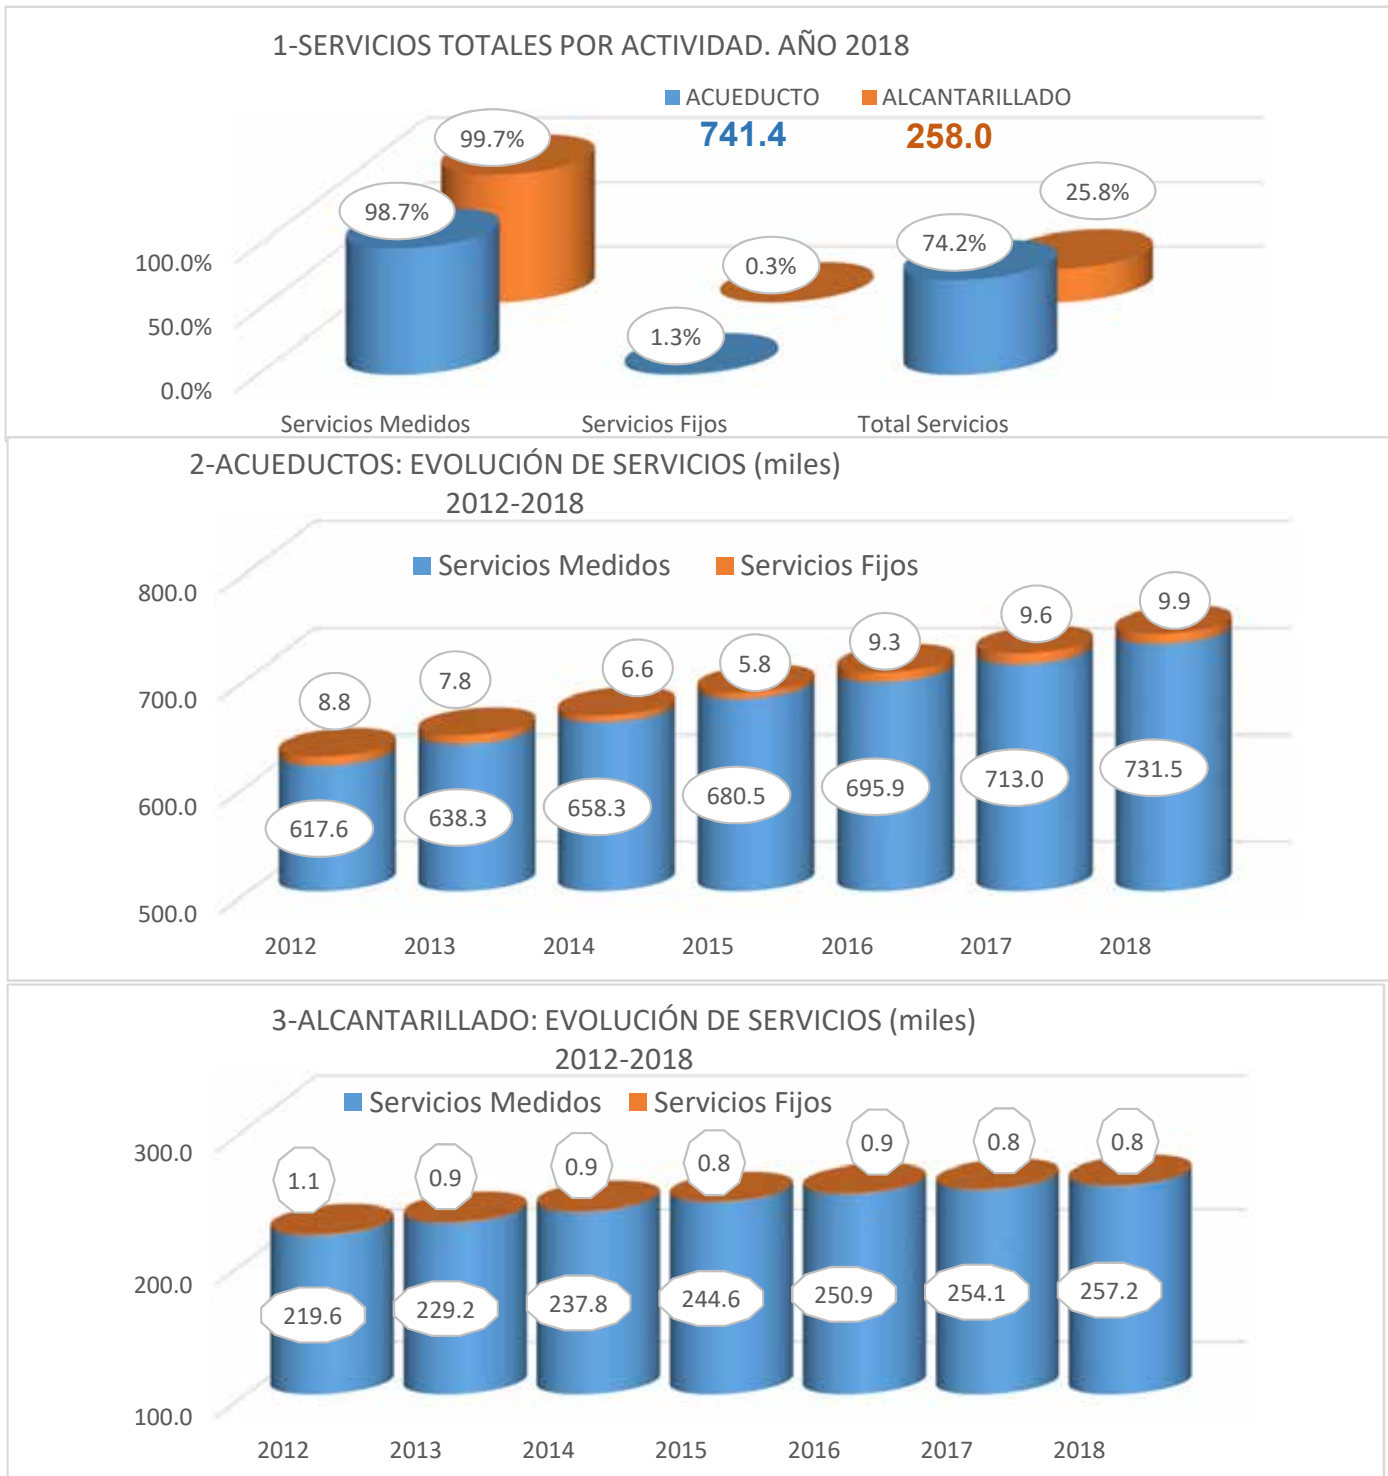 1-SERVICIOS TOTALES POR ACTIVIDAD. AÑO 2018
ACUEDUCTO ALCANTARILLADO
741.4 258.0
99.7%
98.7%
25.8%
74.2%
0.3%
1.3%
100.0%
50.0%
0.0%
Servicios Medidos Servicios Fijos Total Servicios
2-ACUEDUCTOS: EVOLUCIÓN DE SERVICIOS (miles)
2012-2018
Servicios Medidos Servicios Fijos
800.0
700.0
600.0
500.0
8.8 7.8 6.6 5.8 9.3 9.6 9.9
617.6 638.3 658.3 680.5 695.9 713.0 731.5
2012 2013 2014 2015 2016 2017 2018
3-ALCANTARILLADO: EVOLUCIÓN DE SERVICIOS (miles)
2012-2018
Servicios Medidos Servicios Fijos
300.0
200.0
100.0
1.1 0.9 0.9 0.8 0.9 0.8 0.8
219.6 229.2 237.8 244.6 250.9 254.1 257.2
2012 2013 2014 2015 2016 2017 2018